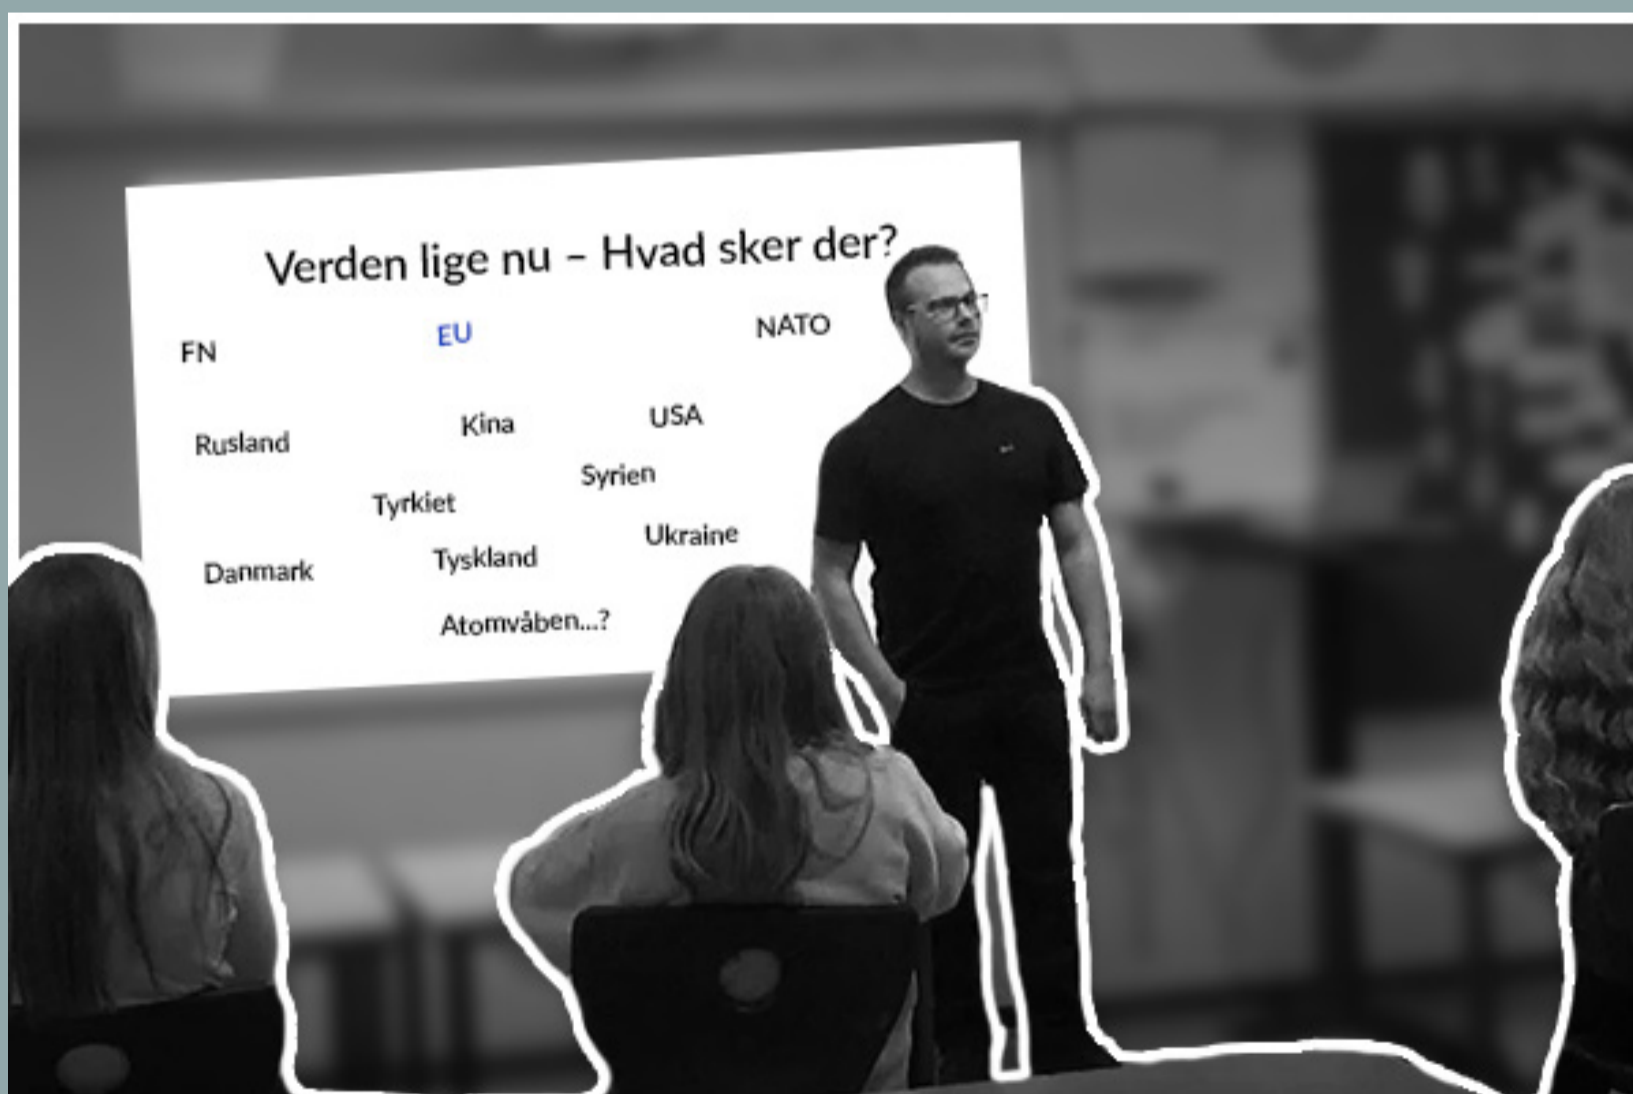 Verden lige nu – Hvad sker der?
FN
EU
NATO
Rusland
Kina
USA
Tyrkiet
Syrien
Danmark
Tyskland
Ukraine
Atomvåben...?